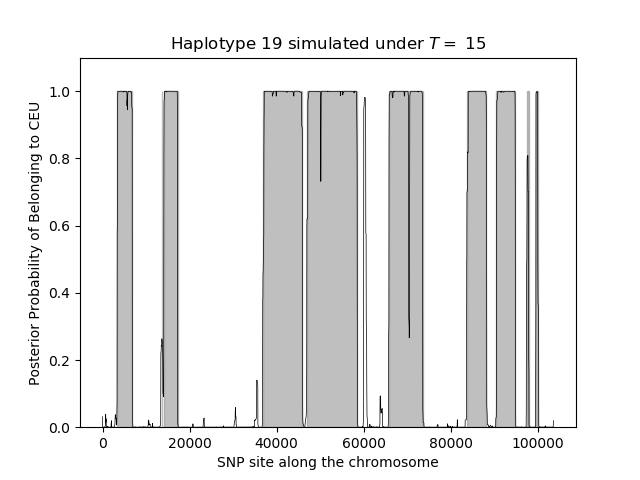 Haplotype 19 simulated under T = 15
Posterior Probability of Belonging to CEU
1.0
0.8
0.6
0.4
0.2
0.0
0 20000 40000 60000 80000 100000
SNP site along the chromosome